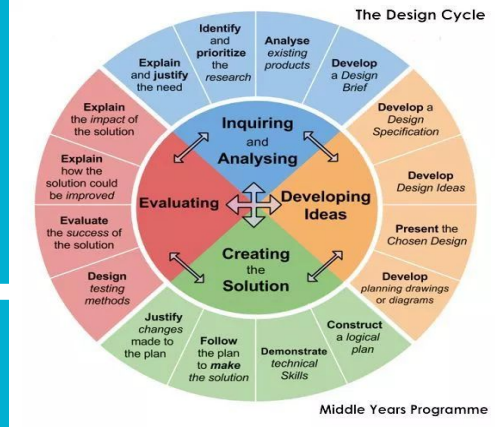 The Design Cycle
Identify
and
prioritize
the
research
Analyse
existing
products
Explain
and justify
the need
Develop
a Design
Brief
Explain
the impact of
the solution
Develop a
Design
Specification
Inquiring
and
Analysing
Explain
how the
solution could
be improved
Develop
Design Ideas
Evaluating
Developing
Ideas
Evaluate
the success of
the solution
Present the
Chosen Design
Creating
the
Solution
Design
testing
methods
Develop
planning drawings
or diagrams
Justify
changes
made to
the plan
Follow
the plan
to make
the solution
Demonstrate
technical
Skills
Construct
a logical
plan
Middle Years Programme